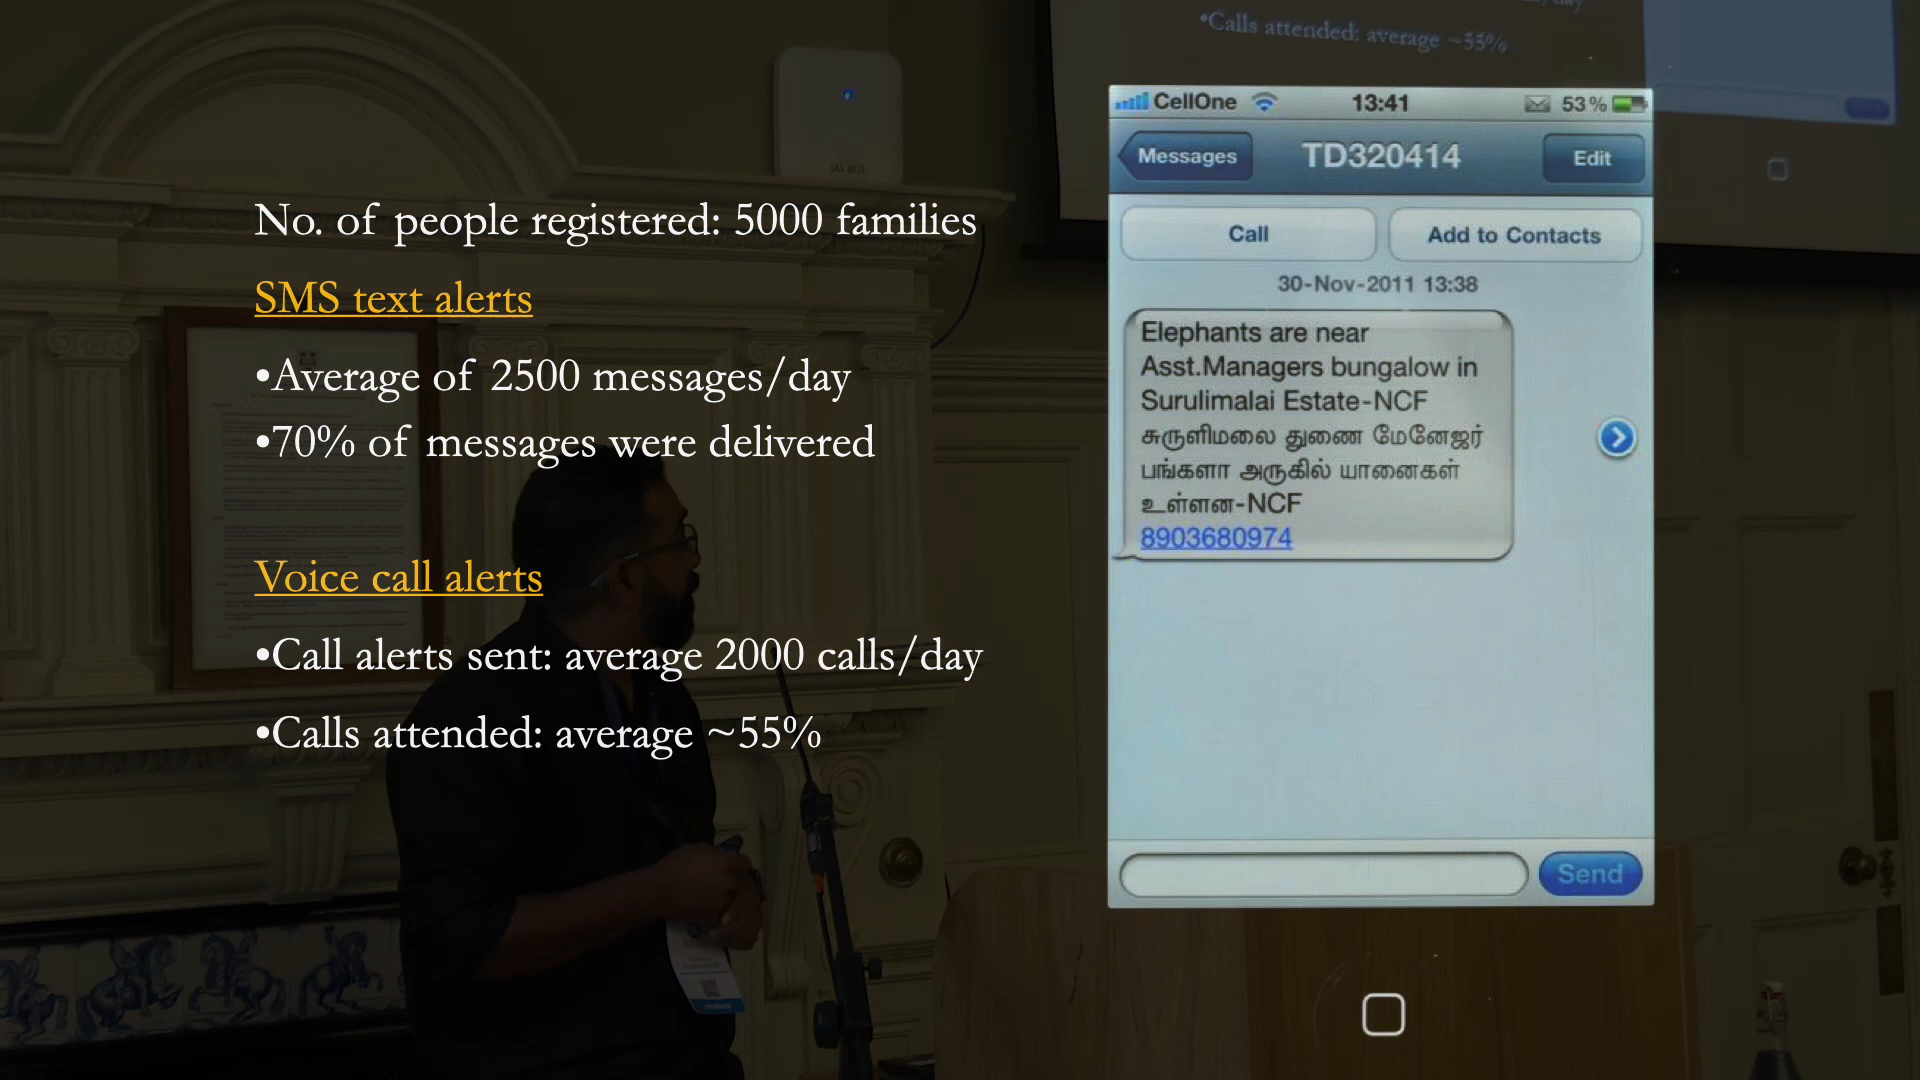 •Calls attended: average ~55%
No. of people registered: 5000 families
SMS text alerts
•Average of 2500 messages/day
•70% of messages were delivered
Voice call alerts
•Call alerts sent: average 2000 calls/day
•Calls attended: average ~55%
CellOne 13:41 53%
Messages TD320414 Edit
Call Add to Contacts
30-Nov-2011 13:38
Elephants are near
Asst.Managers bungalow in
Surulimalai Estate-NCF
சுருளிமலை துணை மேனேஜர்
பங்களா அருகில் யானைகள்
உள்ளன-NCF
8903680974
Send